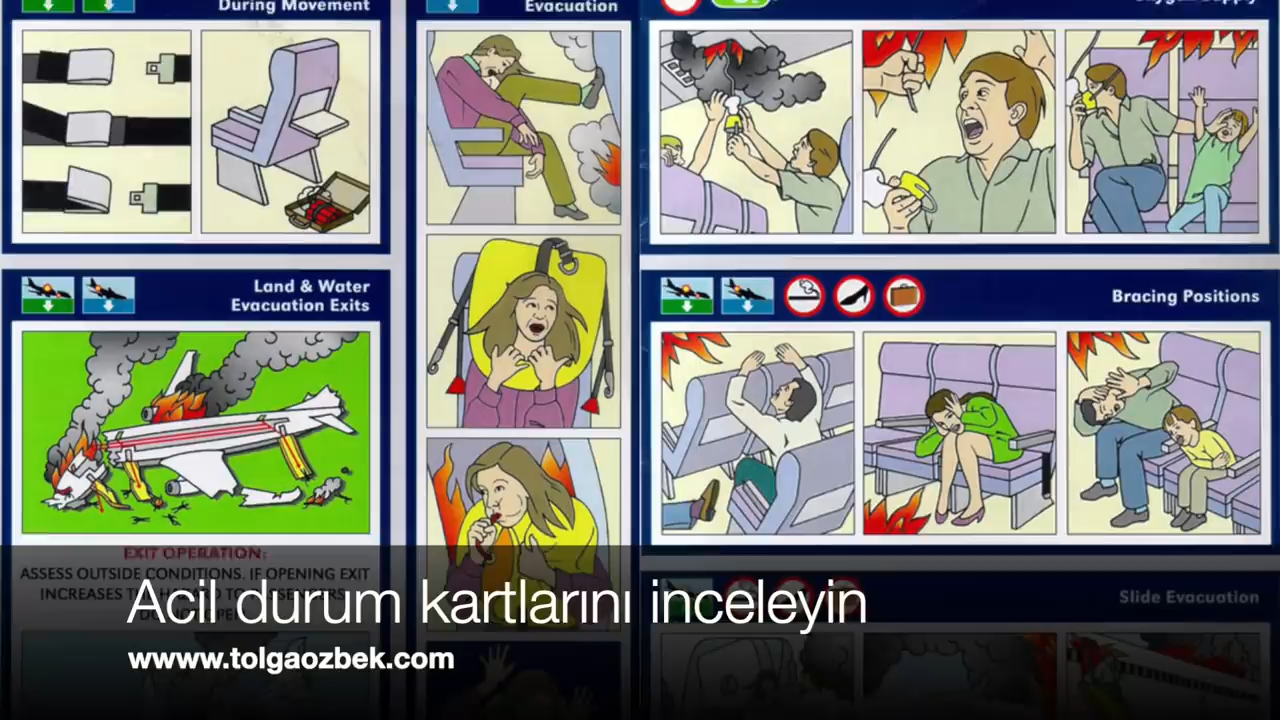 During Movement
Evacuation
Land & Water
Evacuation Exits
Bracing Positions
EXIT OPERATION:
ASSESS OUTSIDE CONDITIONS. IF OPENING EXIT
INCREASES
Slide Evacuation
Acil durum kartlarını inceleyin
wwww.tolgaozbek.com